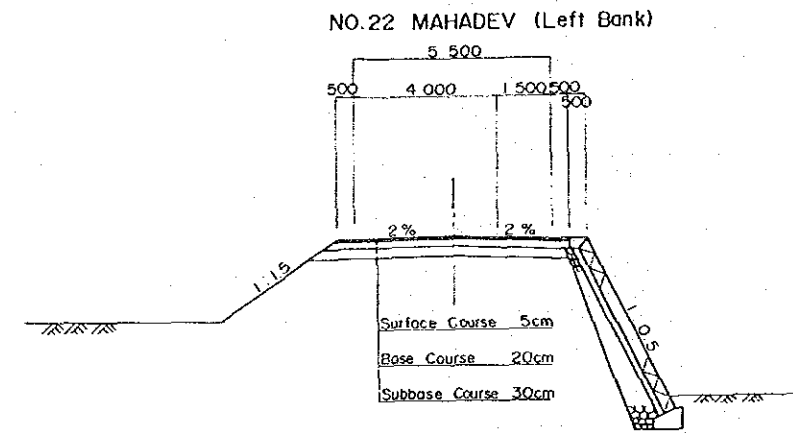 NO.22 MAHADEV (Left Bank)
5 500
500 4 000 1 500 500
500
2% 2%
1:1.5
1:0.5
Surface Course 5cm
Base Course 20cm
Subbase Course 30cm